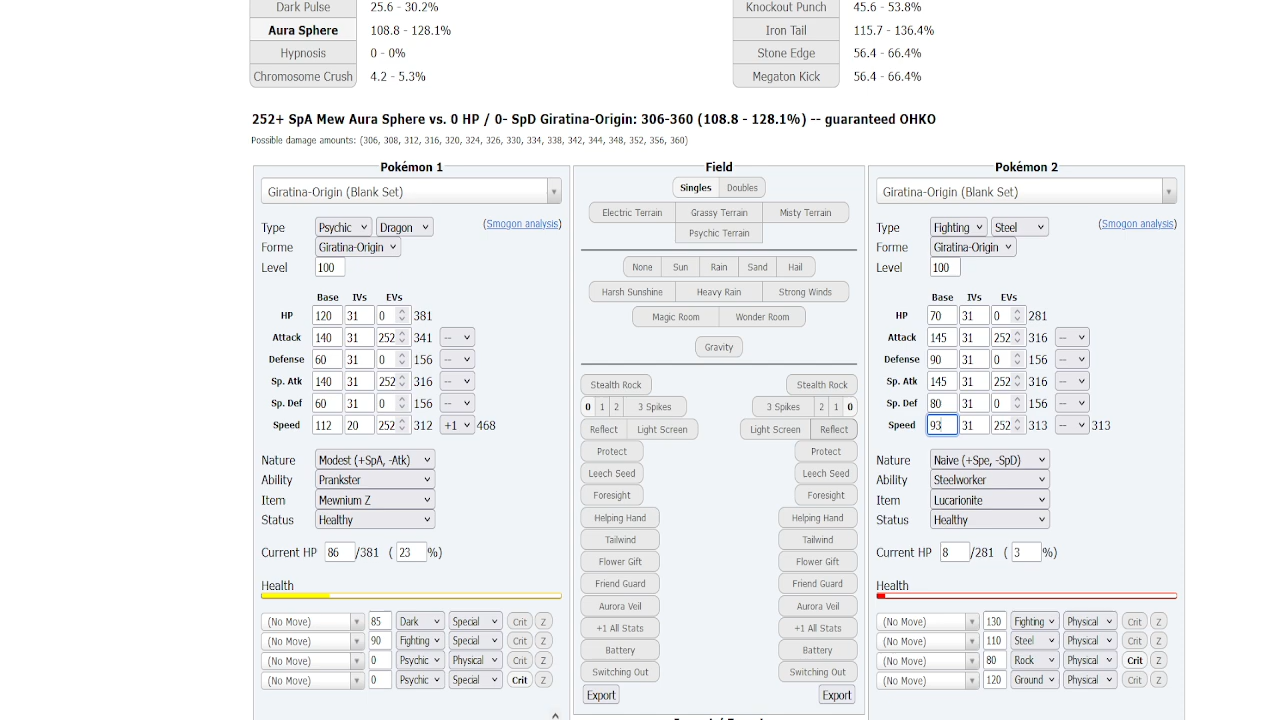 Dark Pulse 25.6 - 30.2% Knockout Punch 45.6 - 53.8%
Aura Sphere 108.8 - 128.1% Iron Tail 115.7 - 136.4%
Hypnosis 0 - 0% Stone Edge 56.4 - 66.4%
Chromosome Crush 4.2 - 5.3% Megaton Kick 56.4 - 66.4%
252+ SpA Mew Aura Sphere vs. 0 HP / 0- SpD Giratina-Origin: 306-360 (108.8 - 128.1%) -- guaranteed OHKO
Possible damage amounts: (306, 308, 312, 316, 320, 324, 326, 330, 334, 338, 342, 344, 348, 352, 356, 360)
Pokémon 1
Giratina-Origin (Blank Set)
Type Psychic Dragon (Smogon analysis)
Forme Giratina-Origin
Level 100
Base IVs EVs
HP 120 31 0 381
Attack 140 31 252 341 --
Defense 60 31 0 156 --
Sp. Atk 140 31 252 316 --
Sp. Def 60 31 0 156 --
Speed 112 20 252 312 +1 468
Nature Modest (+SpA, -Atk)
Ability Prankster
Item Mewnium Z
Status Healthy
Current HP 86 /381 ( 23 %)
Health
(No Move) 85 Dark Special Crit Z
(No Move) 90 Fighting Special Crit Z
(No Move) 0 Psychic Physical Crit Z
(No Move) 0 Psychic Special Crit Z
Field
Singles Doubles
Electric Terrain Grassy Terrain Misty Terrain
Psychic Terrain
None Sun Rain Sand Hail
Harsh Sunshine Heavy Rain Strong Winds
Magic Room Wonder Room
Gravity
Stealth Rock Stealth Rock
0 1 2 3 Spikes 3 Spikes 2 1 0
Reflect Light Screen Light Screen Reflect
Protect Protect
Leech Seed Leech Seed
Foresight Foresight
Helping Hand Helping Hand
Tailwind Tailwind
Flower Gift Flower Gift
Friend Guard Friend Guard
Aurora Veil Aurora Veil
+1 All Stats +1 All Stats
Battery Battery
Switching Out Switching Out
Export Export
Pokémon 2
Giratina-Origin (Blank Set)
Type Fighting Steel (Smogon analysis)
Forme Giratina-Origin
Level 100
Base IVs EVs
HP 70 31 0 281
Attack 145 31 252 316 --
Defense 90 31 0 156 --
Sp. Atk 145 31 252 316 --
Sp. Def 80 31 0 156 --
Speed 93 31 252 313 -- 313
Nature Naive (+Spe, -SpD)
Ability Steelworker
Item Lucarionite
Status Healthy
Current HP 8 /281 ( 3 %)
Health
(No Move) 130 Fighting Physical Crit Z
(No Move) 110 Steel Physical Crit Z
(No Move) 80 Rock Physical Crit Z
(No Move) 120 Ground Physical Crit Z